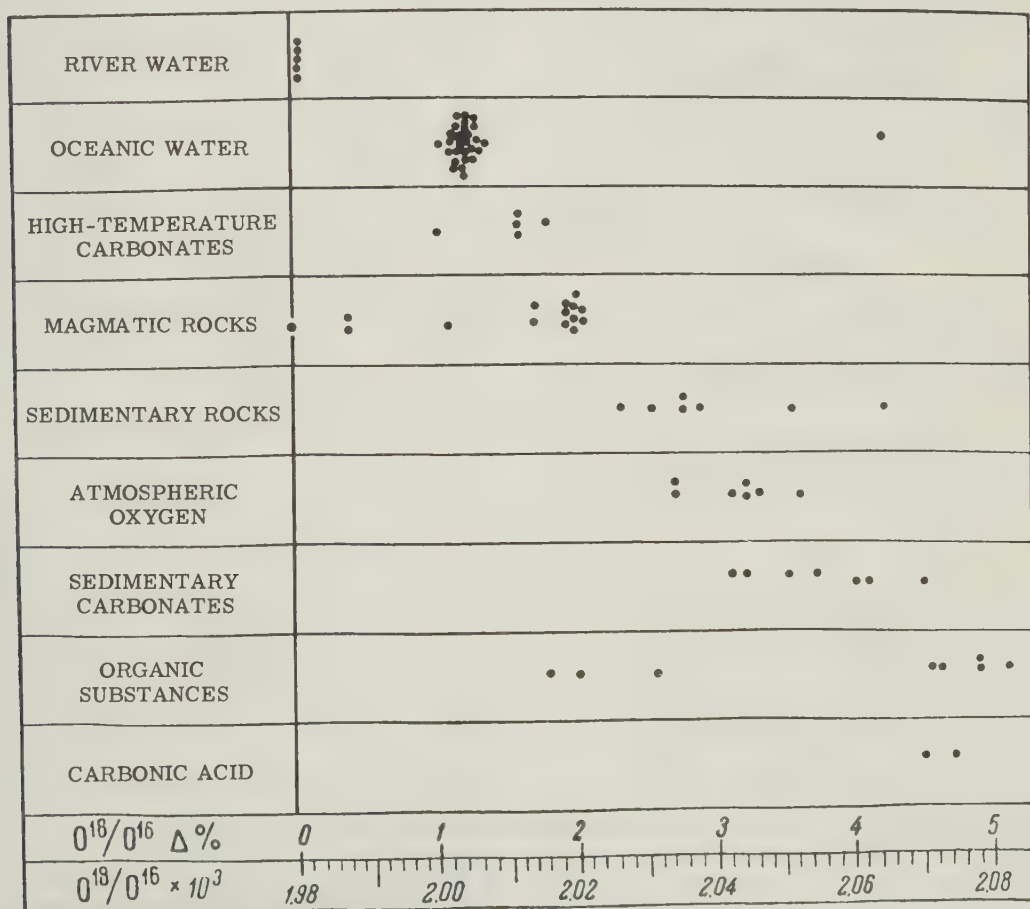 RIVER WATER
OCEANIC WATER
HIGH-TEMPERATURE
CARBONATES
MAGMATIC ROCKS
SEDIMENTARY ROCKS
ATMOSPHERIC
OXYGEN
SEDIMENTARY
CARBONATES
ORGANIC
SUBSTANCES
CARBONIC ACID
O¹⁸/O¹⁶ Δ% 0 1 2 3 4 5
O¹⁸/O¹⁶ × 10³ 1.98 2.00 2.02 2.04 2.06 2.08